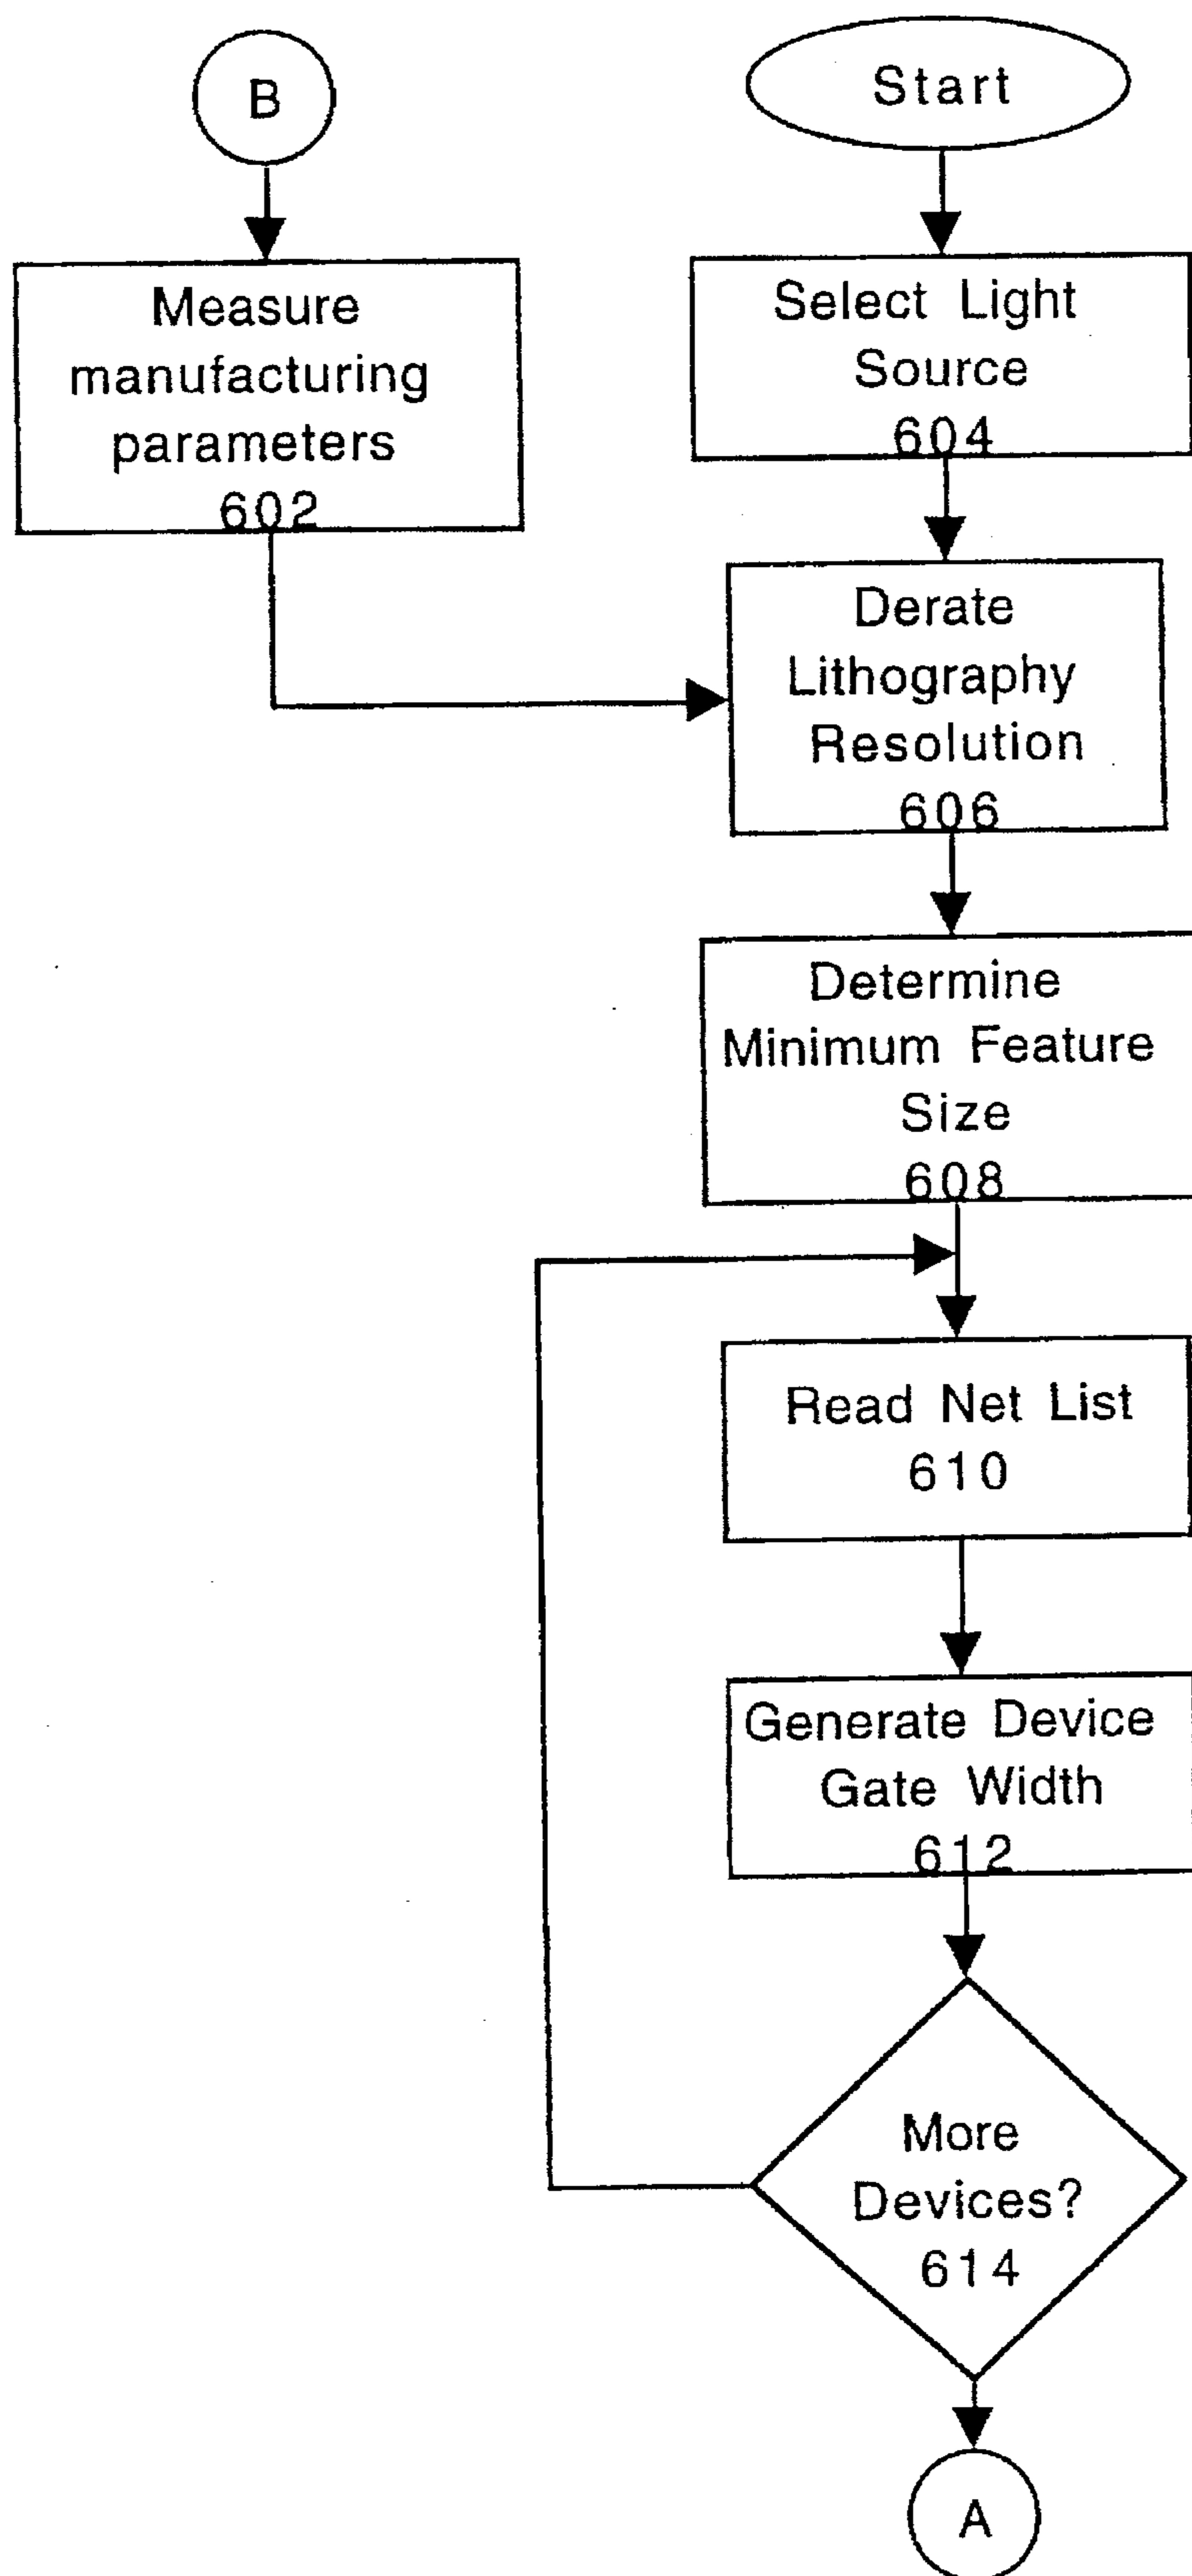 B
Measure
manufacturing
parameters
602
Start
Select Light
Source
604
Derate
Lithography
Resolution
606
Determine
Minimum Feature
Size
608
Read Net List
610
Generate Device
Gate Width
612
More
Devices?
614
A